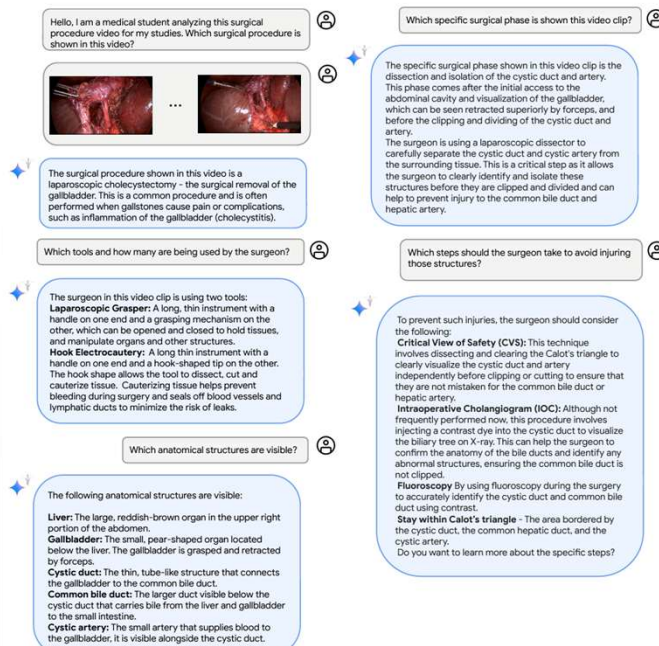 Hello, I am a medical student analyzing this surgical
procedure video for my studies. Which surgical procedure is
shown in this video?
...
The surgical procedure shown in this video is a
laparoscopic cholecystectomy - the surgical removal of the
gallbladder. This is a common procedure and is often
performed when gallstones cause pain or complications,
such as inflammation of the gallbladder (cholecystitis).
Which tools and how many are being used by the surgeon?
The surgeon in this video clip is using two tools:
Laparoscopic Grasper: A long, thin instrument with a
handle on one end and a grasping mechanism on the
other, which can be opened and closed to hold tissues,
and manipulate organs and other structures.
Hook Electrocautery: A long thin instrument with a
handle on one end and a hook-shaped tip on the other.
The hook shape allows the tool to dissect, cut and
cauterize tissue. Cauterizing tissue helps prevent
bleeding during surgery and seals off blood vessels and
lymphatic ducts to minimize the risk of leaks.
Which anatomical structures are visible?
The following anatomical structures are visible:
Liver: The large, reddish-brown organ in the upper right
portion of the abdomen.
Gallbladder: The small, pear-shaped organ located
below the liver. The gallbladder is grasped and retracted
by forceps.
Cystic duct: The thin, tube-like structure that connects
the gallbladder to the common bile duct.
Common bile duct: The larger duct visible below the
cystic duct that carries bile from the liver and gallbladder
to the small intestine.
Cystic artery: The small artery that supplies blood to
the gallbladder, it is visible alongside the cystic duct.
Which specific surgical phase is shown this video clip?
The specific surgical phase shown in this video clip is the
dissection and isolation of the cystic duct and artery.
This phase comes after the initial access to the
abdominal cavity and visualization of the gallbladder,
which can be seen retracted superiorly by forceps, and
before the clipping and dividing of the cystic duct and
artery.
The surgeon is using a laparoscopic dissector to
carefully separate the cystic duct and cystic artery from
the surrounding tissue. This is a critical step as it allows
the surgeon to clearly identify and isolate these
structures before they are clipped and divided and can
help to prevent injury to the common bile duct and
hepatic artery.
Which steps should the surgeon take to avoid injuring
those structures?
To prevent such injuries, the surgeon should consider
the following:
Critical View of Safety (CVS): This technique
involves dissecting and clearing the Calot's triangle to
clearly visualize the cystic duct and artery
independently before clipping or cutting to ensure that
they are not mistaken for the common bile duct or
hepatic artery.
Intraoperative Cholangiogram (IOC): Although not
frequently performed now, this procedure involves
injecting a contrast dye into the cystic duct to visualize
the biliary tree on X-ray. This can help the surgeon to
confirm the anatomy of the bile ducts and identify any
abnormal structures, ensuring the common bile duct is
not clipped.
Fluoroscopy By using fluoroscopy during the surgery
to accurately identify the cystic duct and common bile
duct using contrast.
Stay within Calot's triangle - The area bordered by
the cystic duct, the common hepatic duct, and the
cystic artery.
Do you want to learn more about the specific steps?